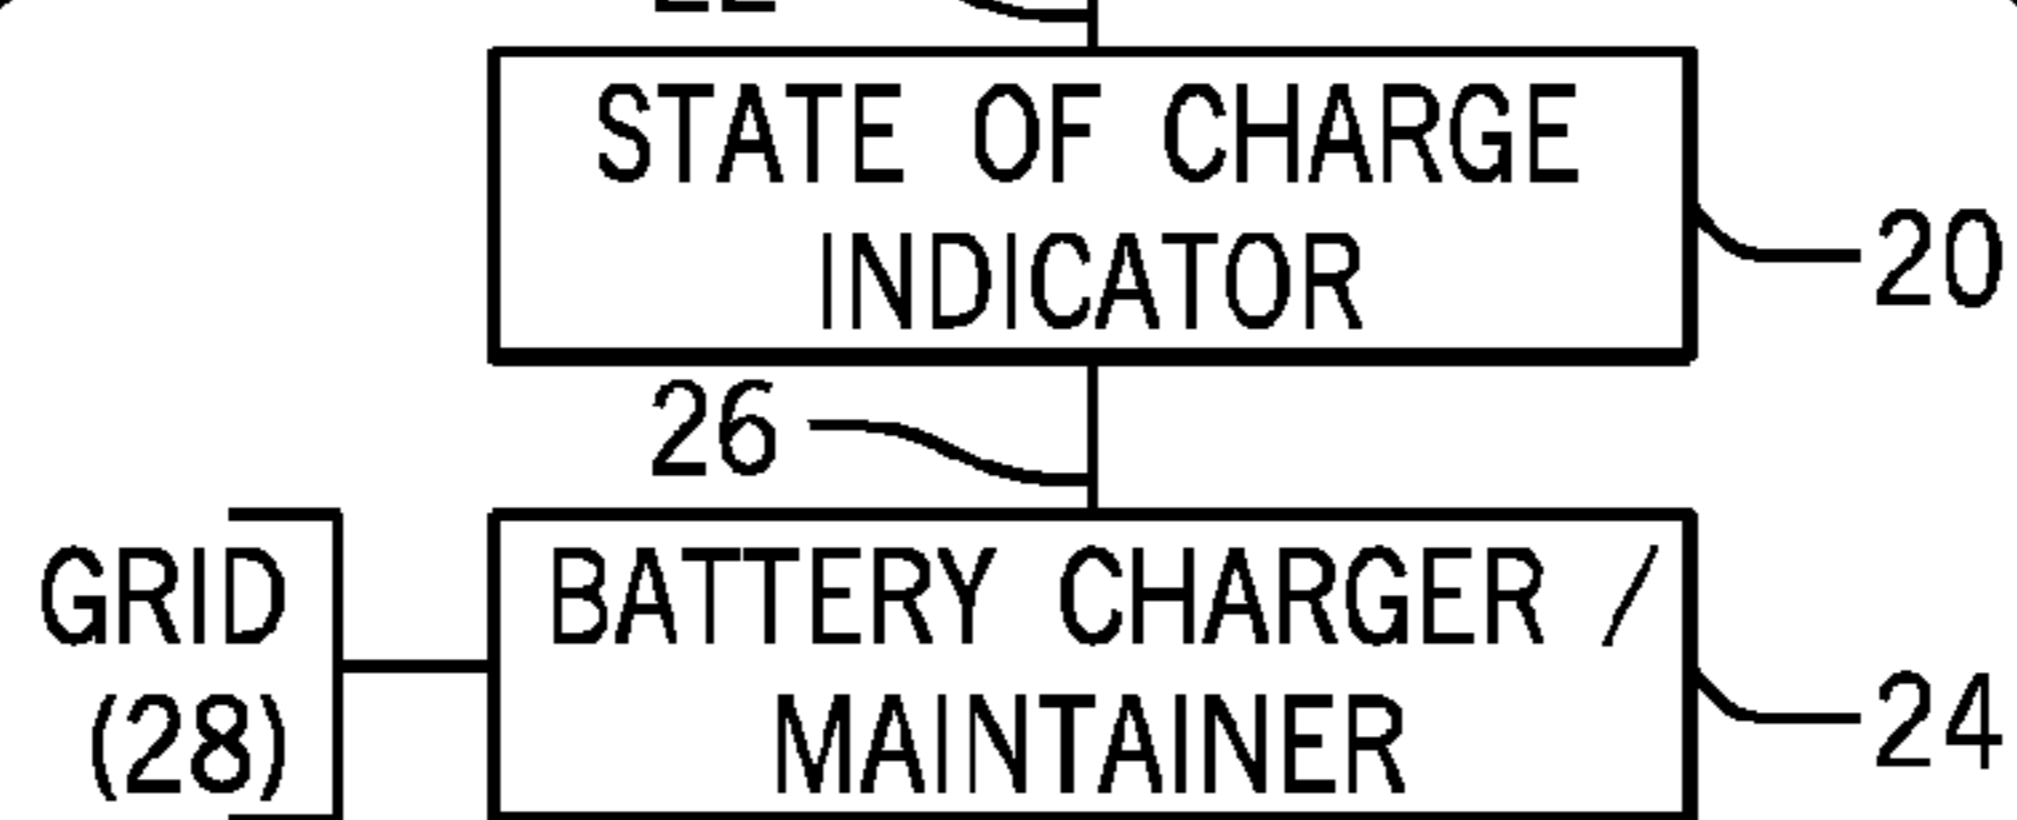 STATE OF CHARGE
INDICATOR
20
26
GRID
(28)
BATTERY CHARGER /
MAINTAINER
24